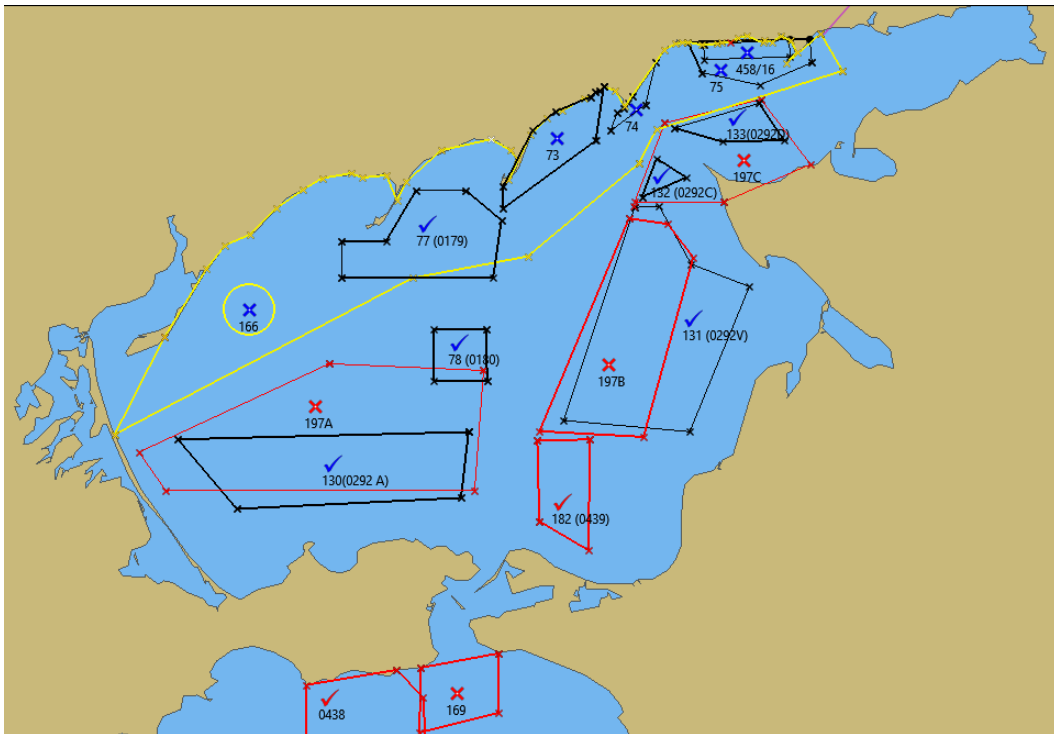 458/16
75
74
133(0292D)
73
197C
132 (0292C)
77 (0179)
166
131 (0292V)
78 (0180)
197B
197A
130(0292 A)
182 (0439)
0438
169